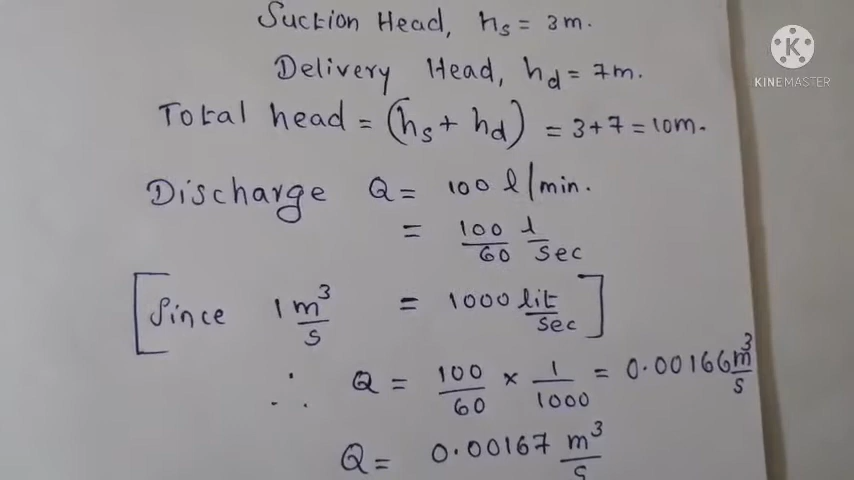 Suction Head, hs = 3m.
Delivery Head, hd = 7m.
KINEMASTER
Total head = (hs + hd) = 3+7 = 10m.
Discharge Q = 100 l/min.
= 100/60 l/sec
[Since 1 m³/s = 1000 lit/sec]
∴ Q = 100/60 × 1/1000 = 0.00166 m³/s
Q = 0.00167 m³/s